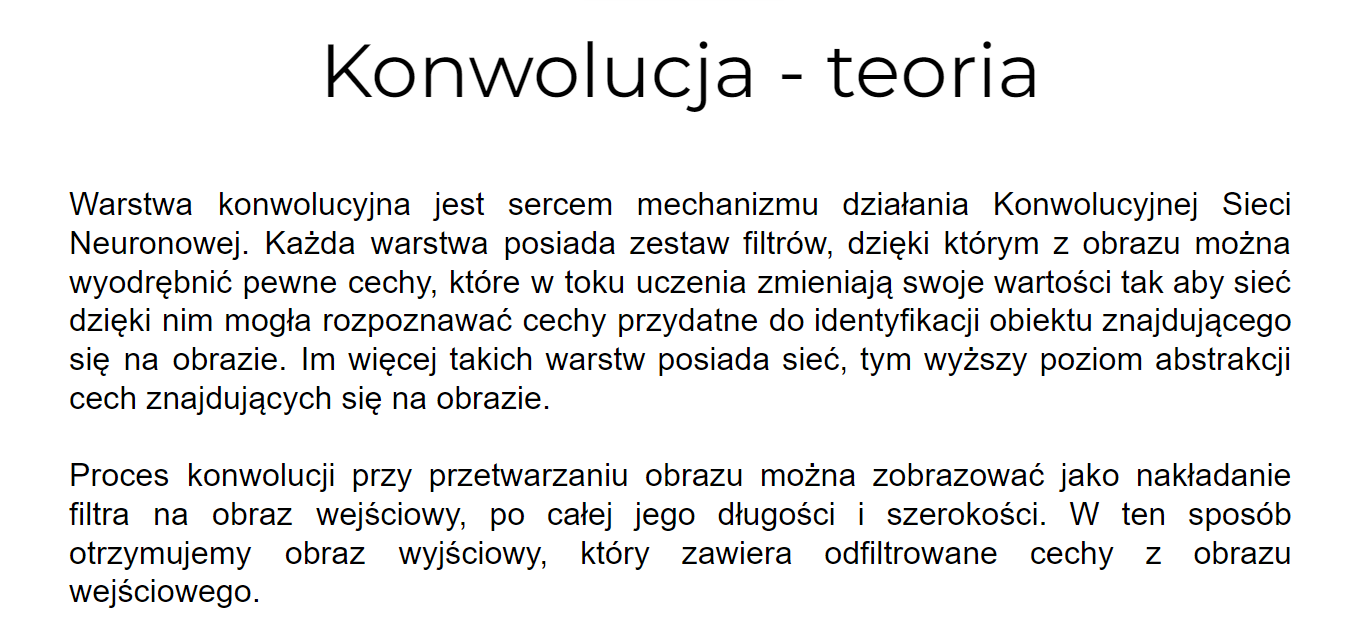 Konwolucja - teoria
Warstwa konwolucyjna jest sercem mechanizmu działania Konwolucyjnej Sieci
Neuronowej. Każda warstwa posiada zestaw filtrów, dzięki którym z obrazu można
wyodrębnić pewne cechy, które w toku uczenia zmieniają swoje wartości tak aby sieć
dzięki nim mogła rozpoznawać cechy przydatne do identyfikacji obiektu znajdującego
się na obrazie. Im więcej takich warstw posiada sieć, tym wyższy poziom abstrakcji
cech znajdujących się na obrazie.
Proces konwolucji przy przetwarzaniu obrazu można zobrazować jako nakładanie
filtra na obraz wejściowy, po całej jego długości i szerokości. W ten sposób
otrzymujemy obraz wyjściowy, który zawiera odfiltrowane cechy z obrazu
wejściowego.